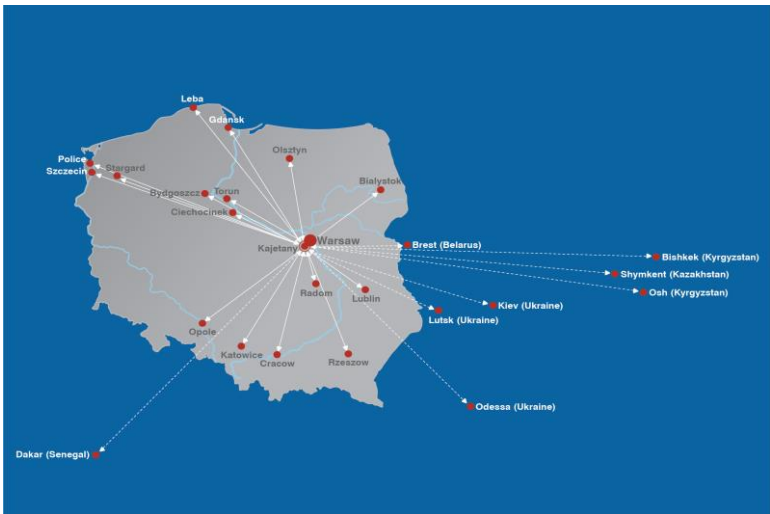 Leba
Gdańsk
Olsztyn
Police
Szczecin
Stargard
Bydgoszcz
Torun
Bialystok
Ciechocinek
Warsaw
Kajetany
Brest (Belarus)
Bishkek (Kyrgyzstan)
Shymkent (Kazakhstan)
Osh (Kyrgyzstan)
Radom
Lublin
Kiev (Ukraine)
Lutsk (Ukraine)
Opole
Katowice
Cracow
Rzeszow
Odessa (Ukraine)
Dakar (Senegal)